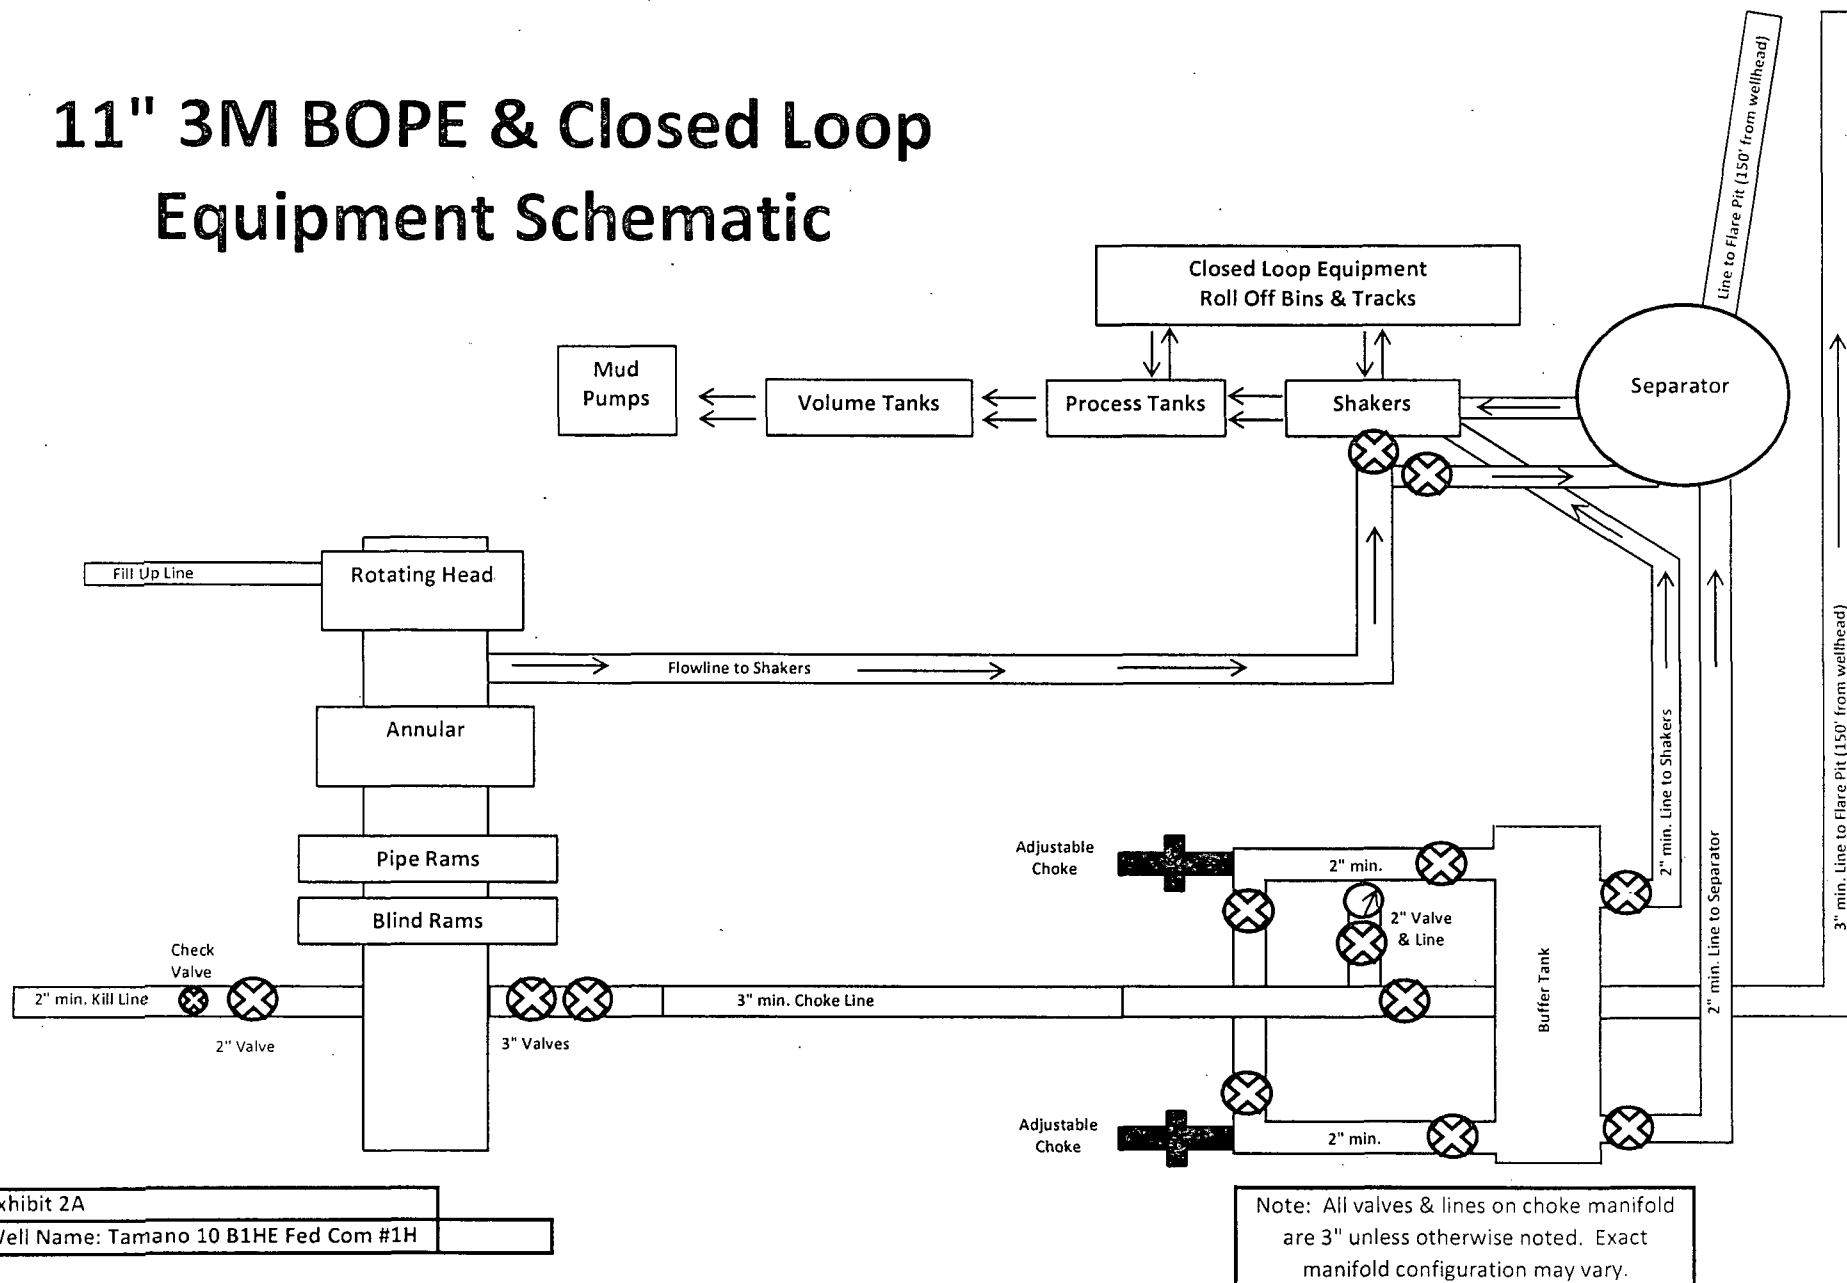 11" 3M BOPE & Closed Loop
Equipment Schematic
Line to Flare Pit (150' from wellhead)
Closed Loop Equipment
Roll Off Bins & Tracks
Mud
Pumps
Volume Tanks
Process Tanks
Shakers
Separator
Fill Up Line
Rotating Head
Flowline to Shakers
Annular
Pipe Rams
Blind Rams
Check
Valve
2" min. Kill Line
2" Valve
3" Valves
3" min. Choke Line
Adjustable
Choke
2" min.
2" Valve
& Line
Buffer Tank
Adjustable
Choke
2" min.
2" min. Line to Shakers
2" min. Line to Separator
3" min. Line to Flare Pit (150' from wellhead)
xhibit 2A
Well Name: Tamano 10 B1HE Fed Com #1H
Note: All valves & lines on choke manifold
are 3" unless otherwise noted. Exact
manifold configuration may vary.